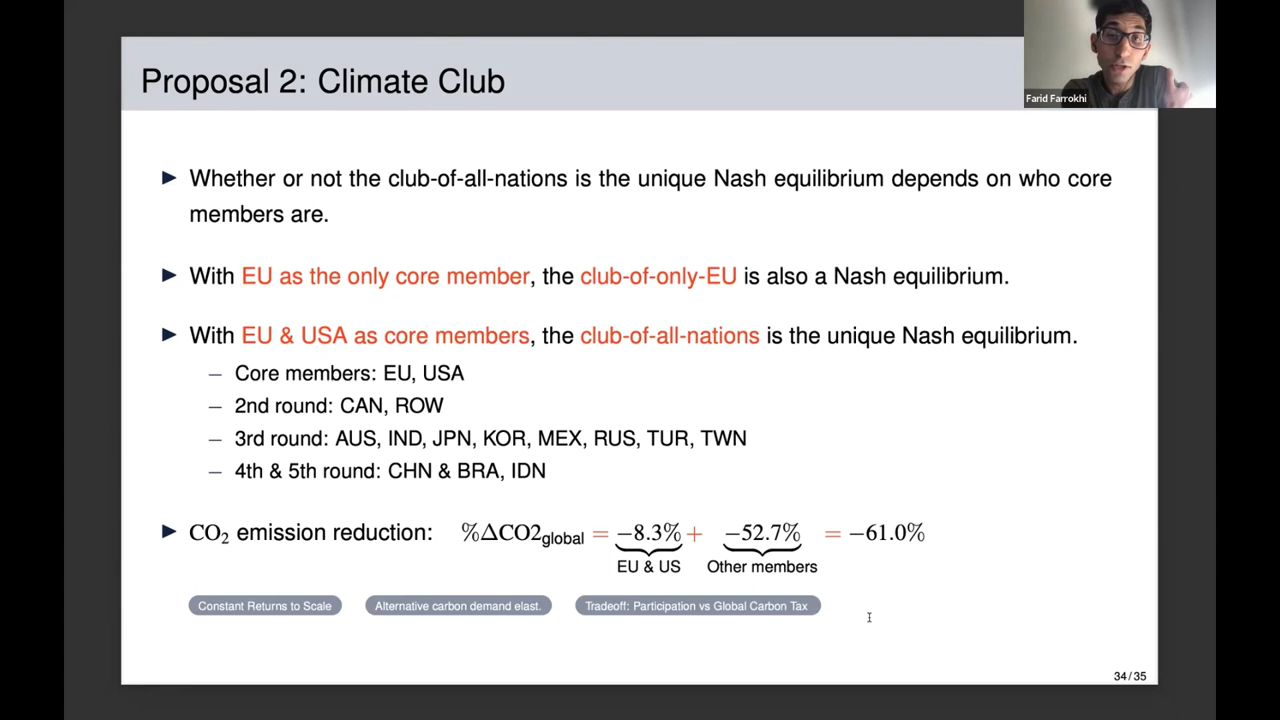 Proposal 2: Climate Club
Farid Farrokhi
► Whether or not the club-of-all-nations is the unique Nash equilibrium depends on who core
members are.
► With EU as the only core member, the club-of-only-EU is also a Nash equilibrium.
► With EU & USA as core members, the club-of-all-nations is the unique Nash equilibrium.
– Core members: EU, USA
– 2nd round: CAN, ROW
– 3rd round: AUS, IND, JPN, KOR, MEX, RUS, TUR, TWN
– 4th & 5th round: CHN & BRA, IDN
► CO₂ emission reduction: %ΔCO2global = −8.3% + −52.7% = −61.0%
EU & US Other members
Constant Returns to Scale Alternative carbon demand elast. Tradeoff: Participation vs Global Carbon Tax
34/35